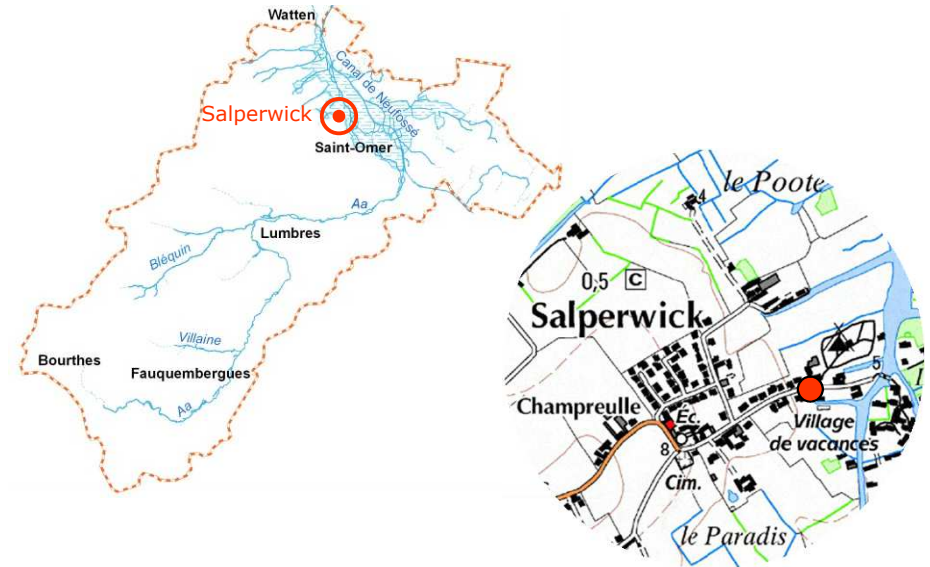 Watten
Canal de Neufossé
Salperwick
Saint-Omer
Aa
Lumbres
Bléquin
Villaine
Bourthes
Fauquembergues
Aa
le Poote
4
0,5 C
Salperwick
5
Champreulle
Éc.
Village
de vacances
8
Cim.
le Paradis